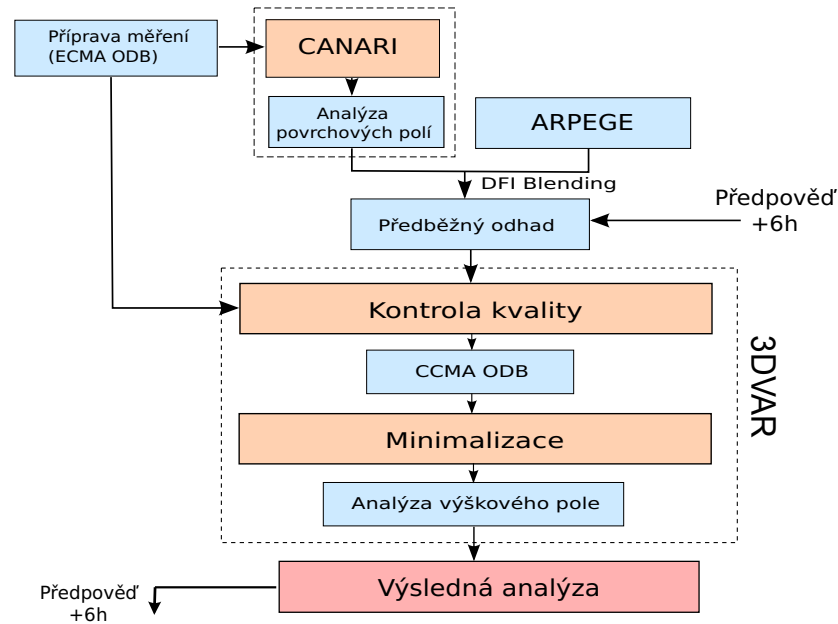 Příprava měření
(ECMA ODB)
CANARI
Analýza
povrchových polí
ARPEGE
DFI Blending
Předpověď
+6h
Předběžný odhad
Kontrola kvality
CCMA ODB
3DVAR
Minimalizace
Analýza výškového pole
Výsledná analýza
Předpověď
+6h